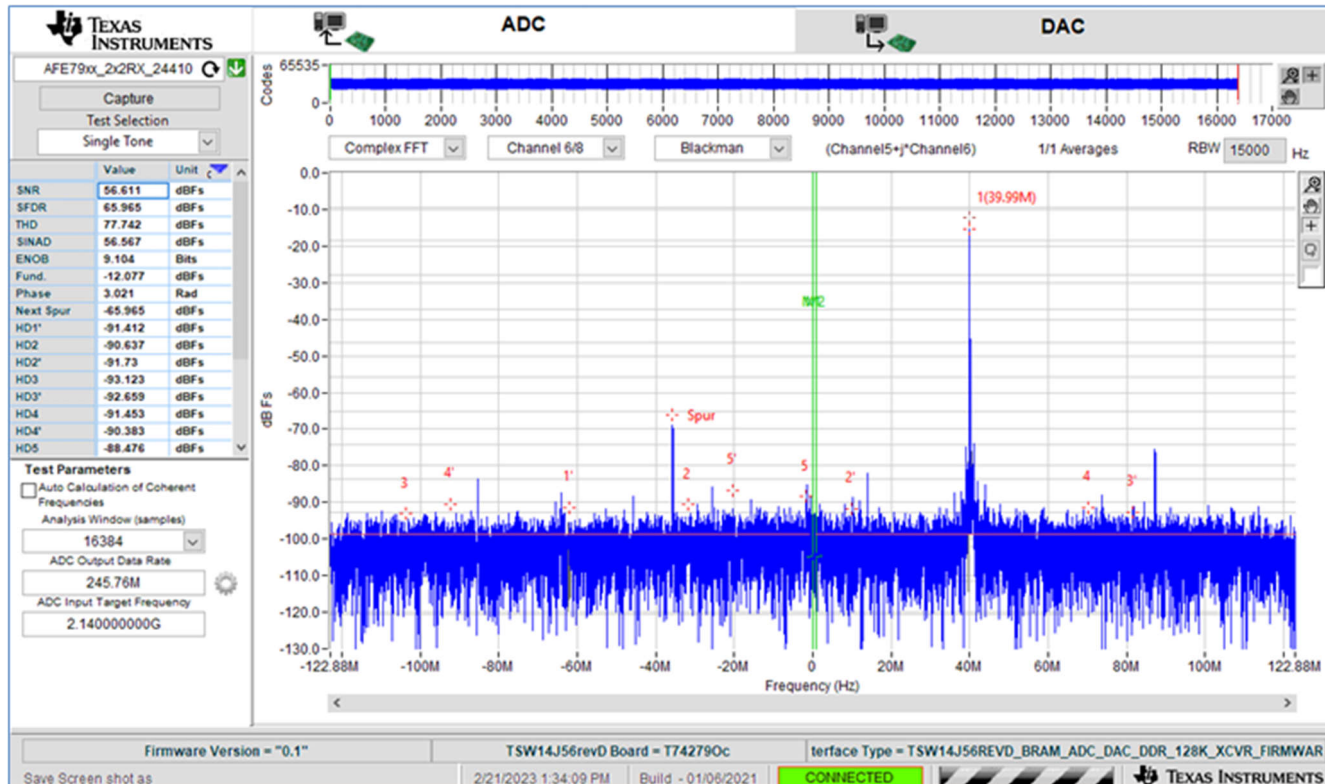 TEXAS INSTRUMENTS
ADC
DAC
AFE79xx_2x2RX_24410
Capture
Test Selection
Single Tone
Value Unit
SNR 56.611 dBFs
SFDR 65.965 dBFs
THD 77.742 dBFs
SINAD 56.567 dBFs
ENOB 9.104 Bits
Fund. -12.077 dBFs
Phase 3.021 Rad
Next Spur -65.965 dBFs
HD1' -91.412 dBFs
HD2 -90.637 dBFs
HD2' -91.73 dBFs
HD3 -93.123 dBFs
HD3' -92.659 dBFs
HD4 -91.453 dBFs
HD4' -90.383 dBFs
HD5 -88.476 dBFs
Test Parameters
Auto Calculation of Coherent
Frequencies
Analysis Window (samples)
16384
ADC Output Data Rate
245.76M
ADC Input Target Frequency
2.140000000G
Codes
65535
0
0 1000 2000 3000 4000 5000 6000 7000 8000 9000 10000 11000 12000 13000 14000 15000 16000 17000
Complex FFT Channel 6/8 Blackman (Channel5+j*Channel6) 1/1 Averages RBW 15000 Hz
dB Fs
0.0
-10.0
-20.0
-30.0
-40.0
-50.0
-60.0
-70.0
-80.0
-90.0
-100.0
-110.0
-120.0
-130.0
1(39.99M)
Spur
3 4' 1' 2 5' 5 2' 4 3'
-122.88M -100M -80M -60M -40M -20M 0 20M 40M 60M 80M 100M 122.88M
Frequency (Hz)
Firmware Version = "0.1" TSW14J56revD Board = T74279Oc terface Type = TSW14J56REVD_BRAM_ADC_DAC_DDR_128K_XCVR_FIRMWAR
Save Screen shot as 2/21/2023 1:34:09 PM Build - 01/06/2021 CONNECTED TEXAS INSTRUMENTS